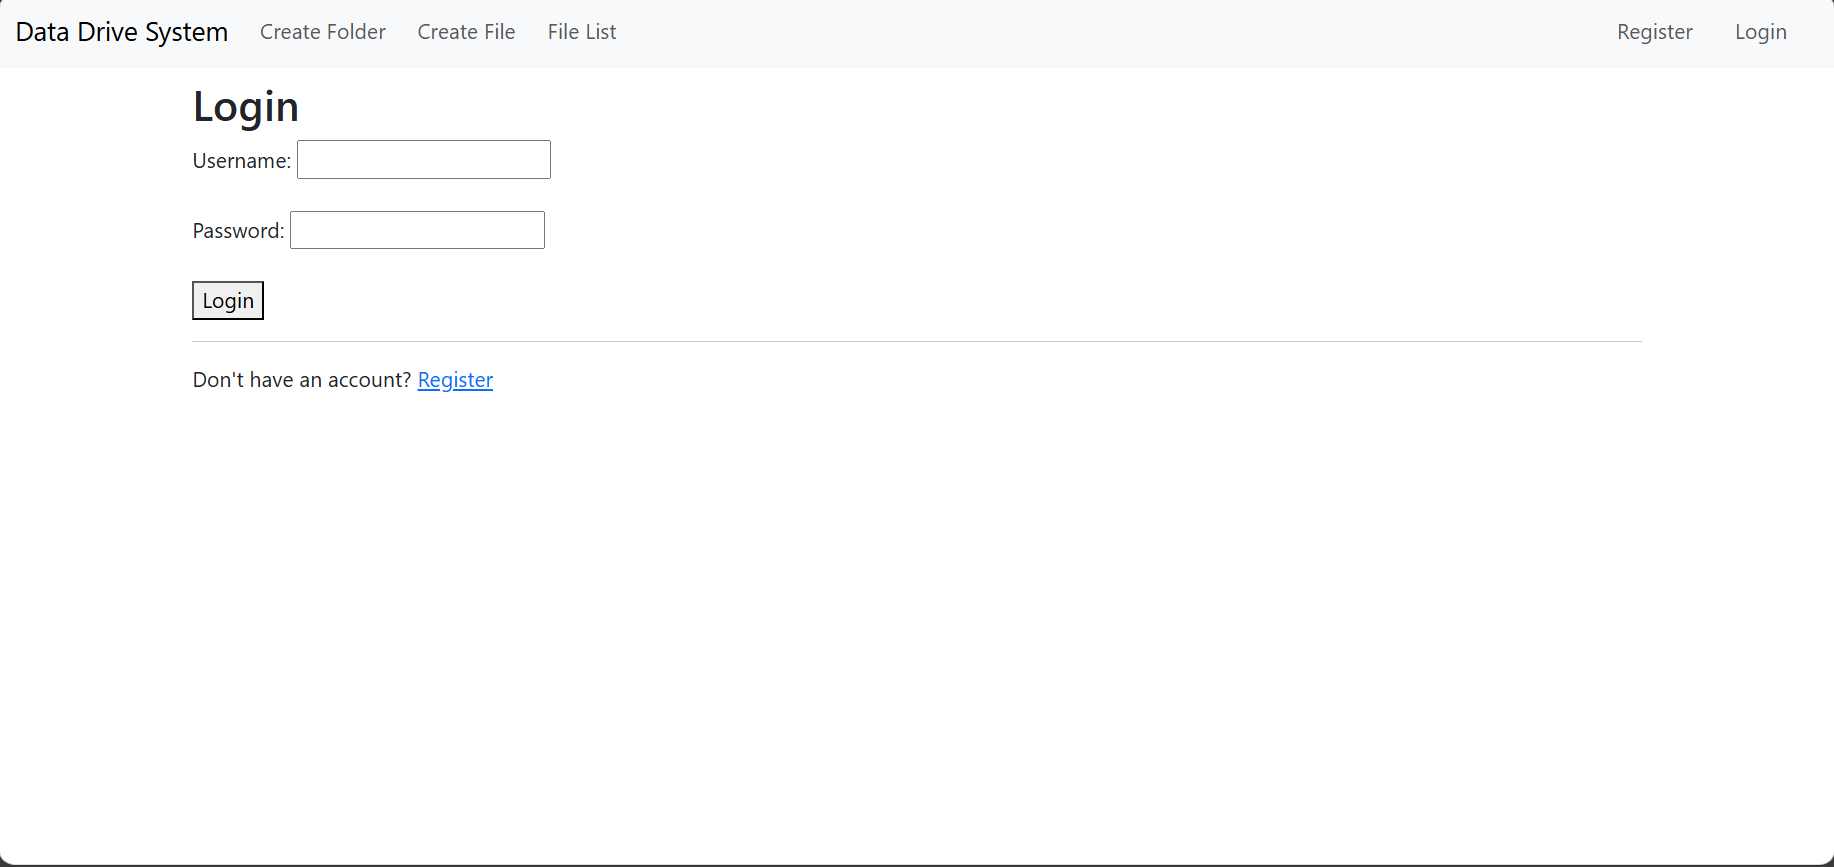 Data Drive System Create Folder Create File File List Register Login
Login
Username:
Password:
Login
Don't have an account? Register